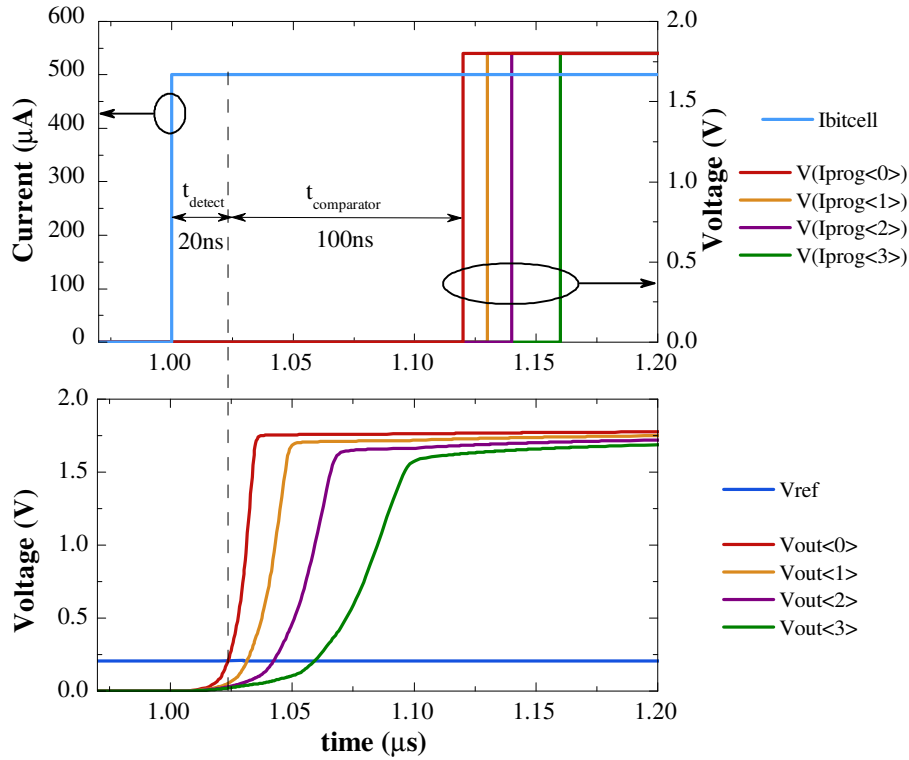 600
500
400
300
200
100
0
Current (μA)
2.0
1.5
1.0
0.5
0.0
Voltage (V)
t_detect
20ns
t_comparator
100ns
1.00
1.05
1.10
1.15
1.20
Ibitcell
V(Iprog<0>)
V(Iprog<1>)
V(Iprog<2>)
V(Iprog<3>)
2.0
1.5
1.0
0.5
0.0
Voltage (V)
1.00
1.05
1.10
1.15
1.20
time (μs)
Vref
Vout<0>
Vout<1>
Vout<2>
Vout<3>